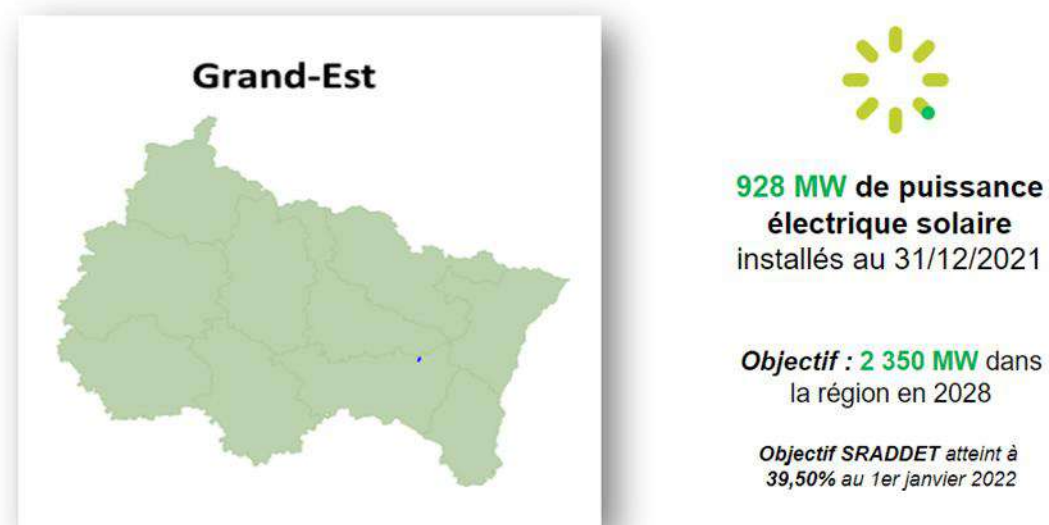 Grand-Est
928 MW de puissance
électrique solaire
installés au 31/12/2021
Objectif : 2 350 MW dans
la région en 2028
Objectif SRADDET atteint à
39,50% au 1er janvier 2022